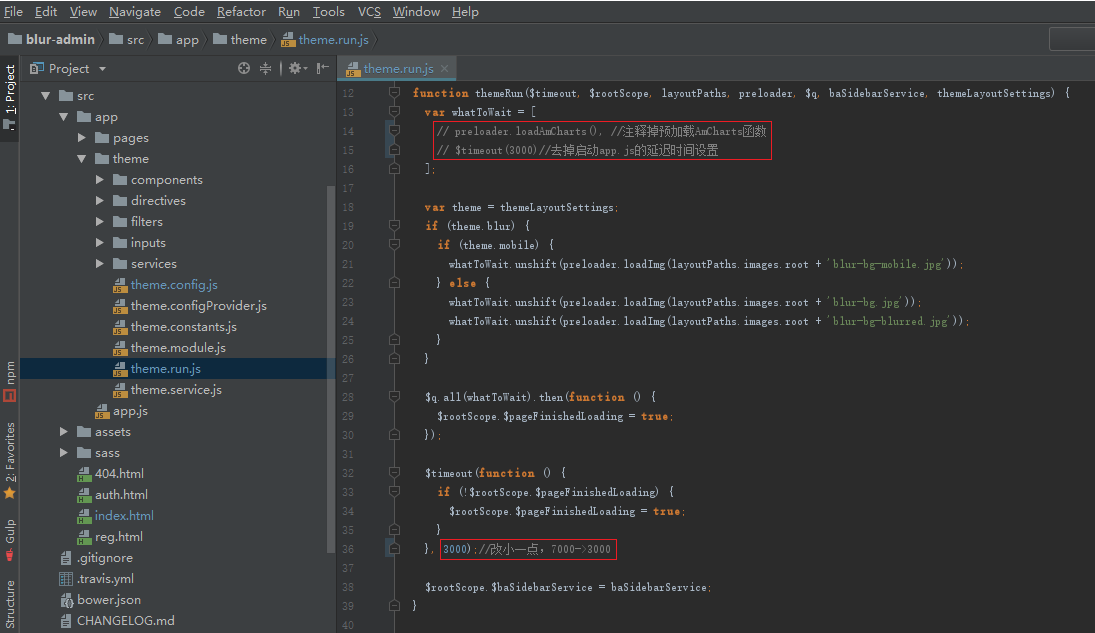 File Edit View Navigate Code Refactor Run Tools VCS Window Help
blur-admin src app theme theme.run.js
1: Project
Project
theme.run.js
src
app
pages
theme
components
directives
filters
inputs
services
theme.config.js
theme.configProvider.js
theme.constants.js
theme.module.js
theme.run.js
theme.service.js
app.js
assets
sass
404.html
auth.html
index.html
reg.html
.gitignore
.travis.yml
bower.json
CHANGELOG.md
npm
2: Favorites
Gulp
Structure
12 function themeRun($timeout, $rootScope, layoutPaths, preloader, $q, baSidebarService, themeLayoutSettings) {
13 var whatToWait = [
14 // preloader.loadAmCharts(), //注释掉预加载AmCharts函数
15 // $timeout(3000)//去掉启动app.js的延迟时间设置
16 ];
17
18 var theme = themeLayoutSettings;
19 if (theme.blur) {
20 if (theme.mobile) {
21 whatToWait.unshift(preloader.loadImg(layoutPaths.images.root + 'blur-bg-mobile.jpg'));
22 } else {
23 whatToWait.unshift(preloader.loadImg(layoutPaths.images.root + 'blur-bg.jpg'));
24 whatToWait.unshift(preloader.loadImg(layoutPaths.images.root + 'blur-bg-blurred.jpg'));
25 }
26 }
27
28 $q.all(whatToWait).then(function () {
29 $rootScope.$pageFinishedLoading = true;
30 });
31
32 $timeout(function () {
33 if (!$rootScope.$pageFinishedLoading) {
34 $rootScope.$pageFinishedLoading = true;
35 }
36 }, 3000);//改小一点，7000->3000
37
38 $rootScope.$baSidebarService = baSidebarService;
39 }
40